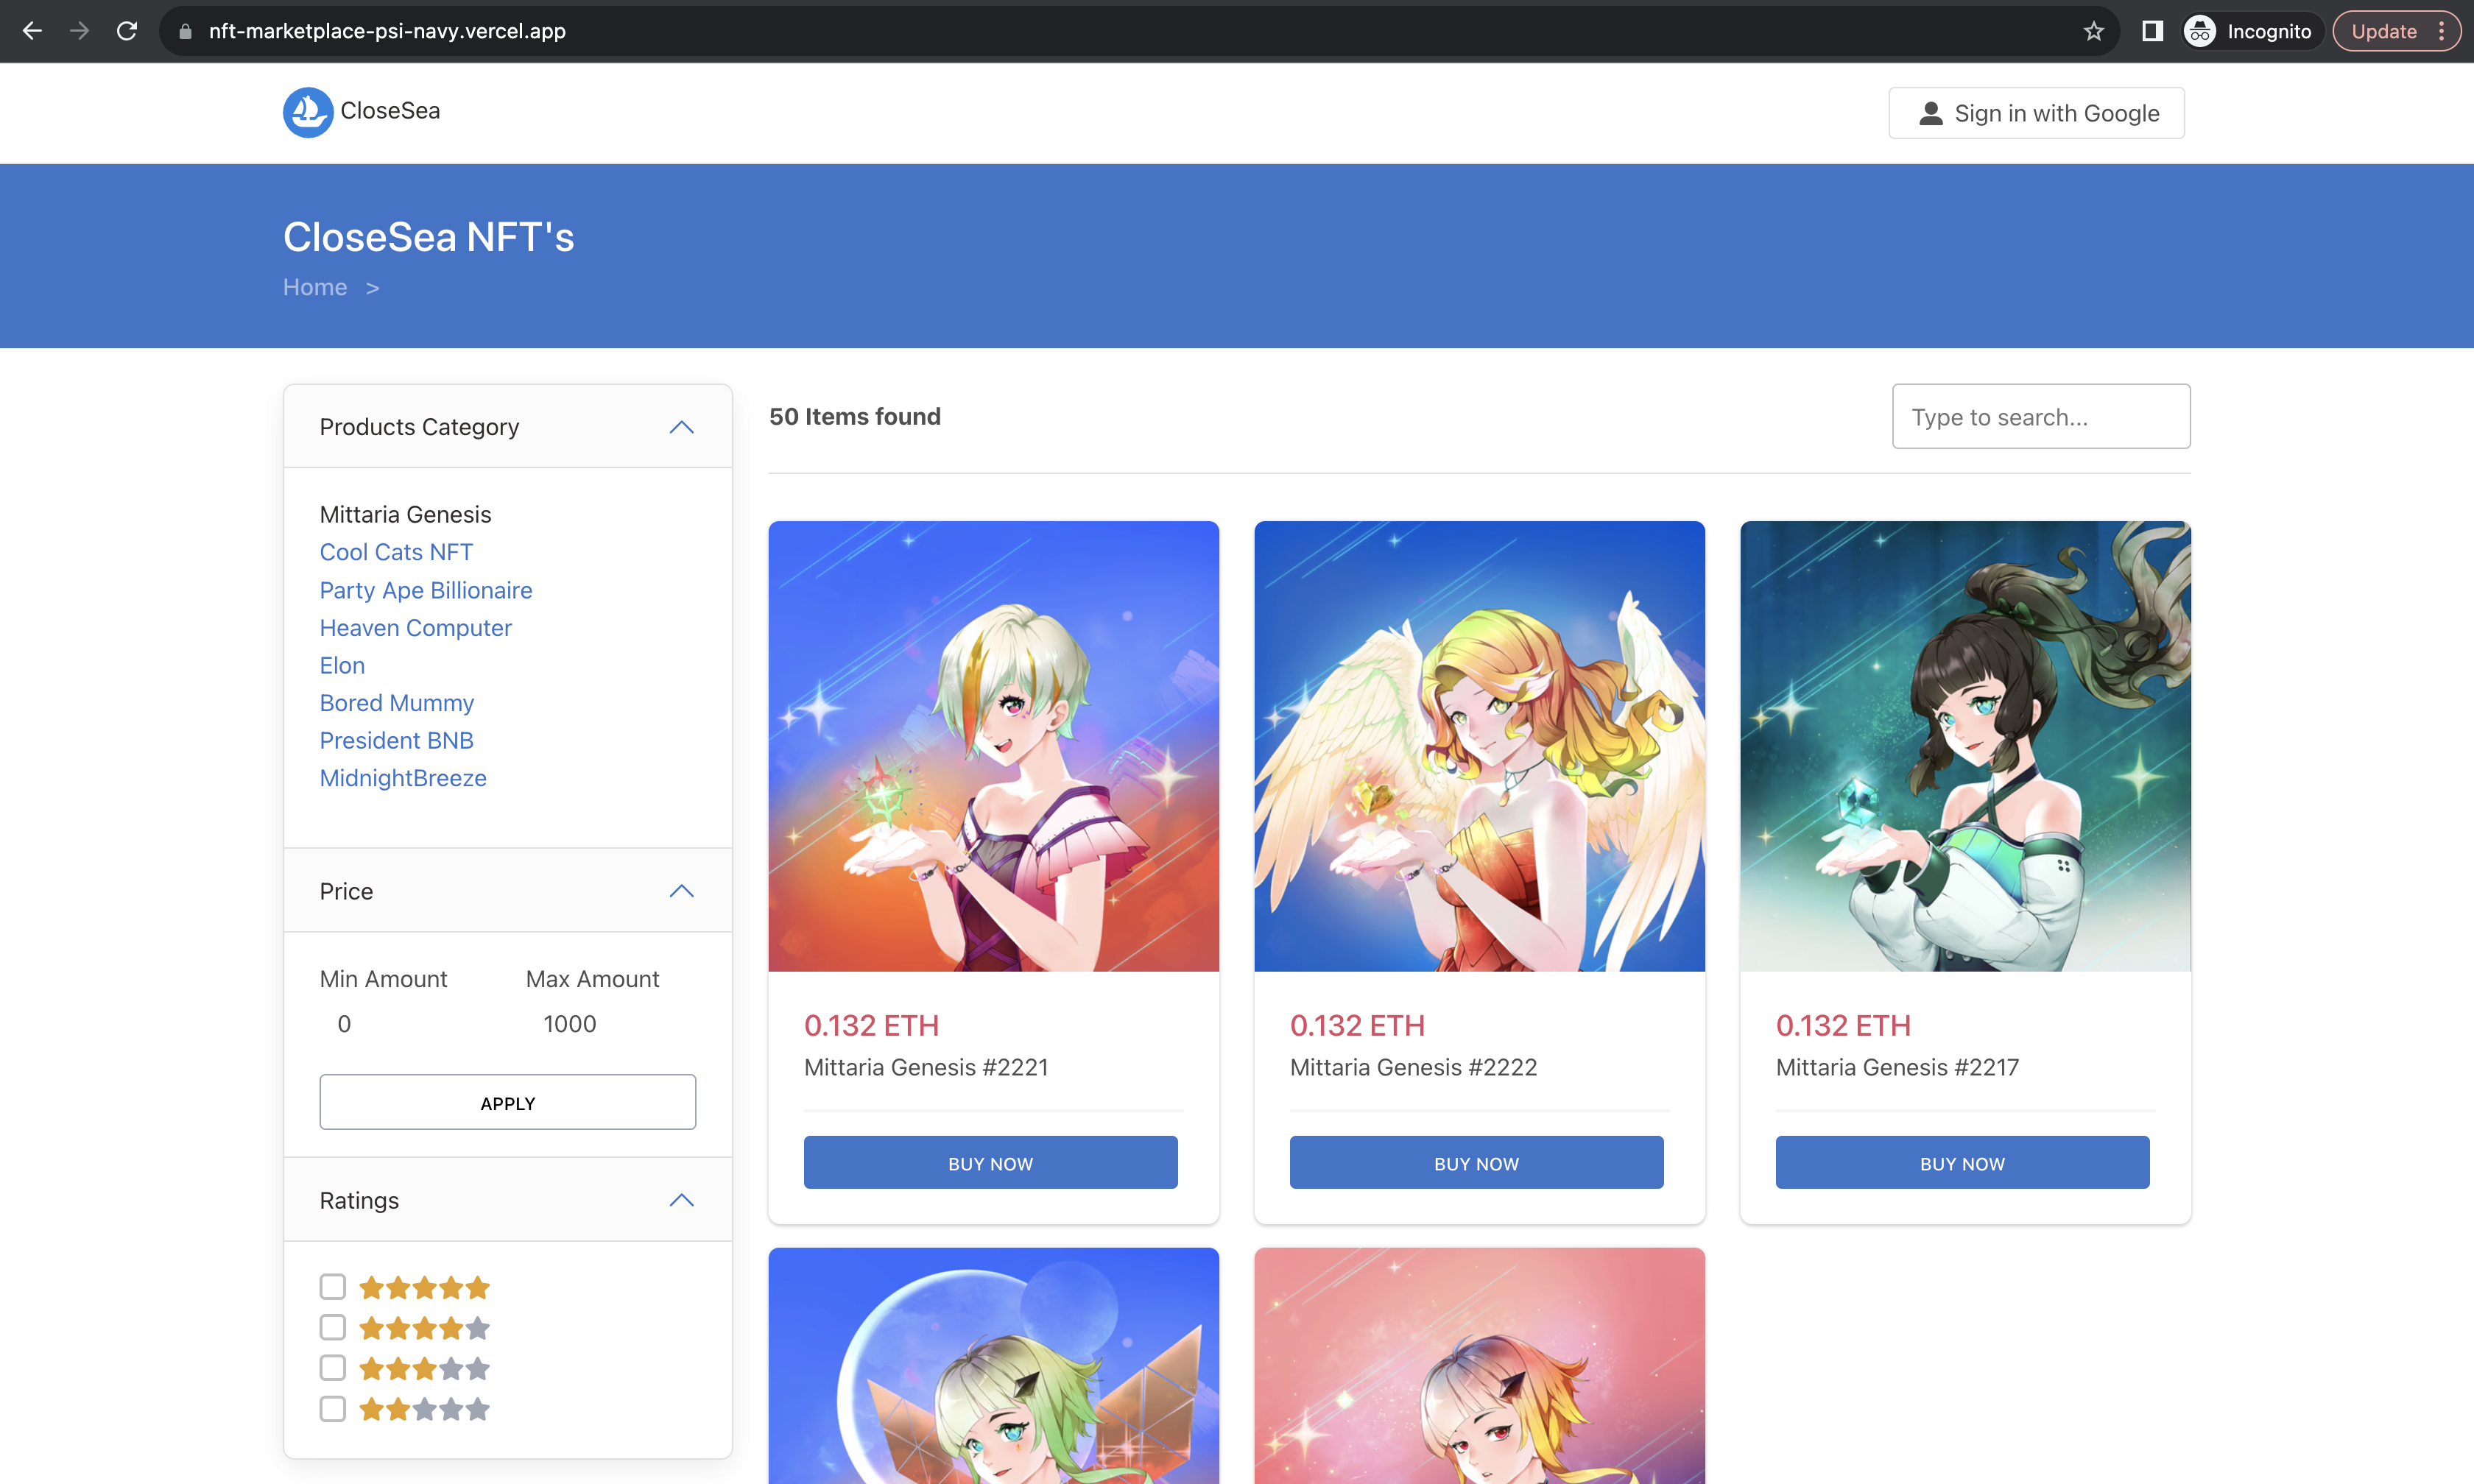 nft-marketplace-psi-navy.vercel.app
Incognito
Update
CloseSea
Sign in with Google
CloseSea NFT's
Home >
Products Category
Mittaria Genesis
Cool Cats NFT
Party Ape Billionaire
Heaven Computer
Elon
Bored Mummy
President BNB
MidnightBreeze
Price
Min Amount Max Amount
0 1000
APPLY
Ratings
50 Items found
Type to search...
0.132 ETH
Mittaria Genesis #2221
BUY NOW
0.132 ETH
Mittaria Genesis #2222
BUY NOW
0.132 ETH
Mittaria Genesis #2217
BUY NOW